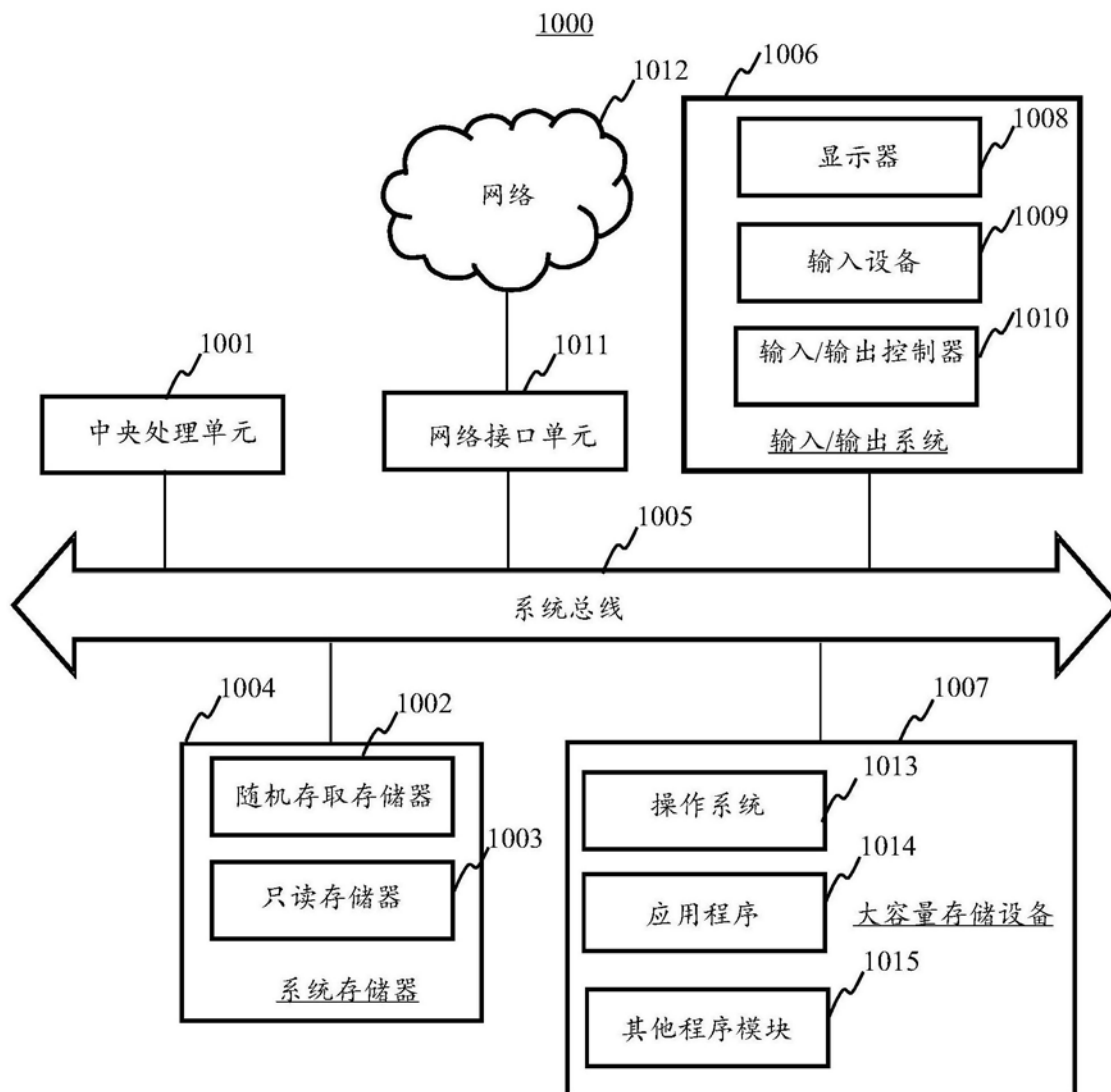 1000
1012
网络
1006
1008
显示器
1009
输入设备
1010
输入/输出控制器
输入/输出系统
1001
中央处理单元
1011
网络接口单元
1005
系统总线
1004
1002
随机存取存储器
1003
只读存储器
系统存储器
1007
1013
操作系统
1014
应用程序
大容量存储设备
1015
其他程序模块